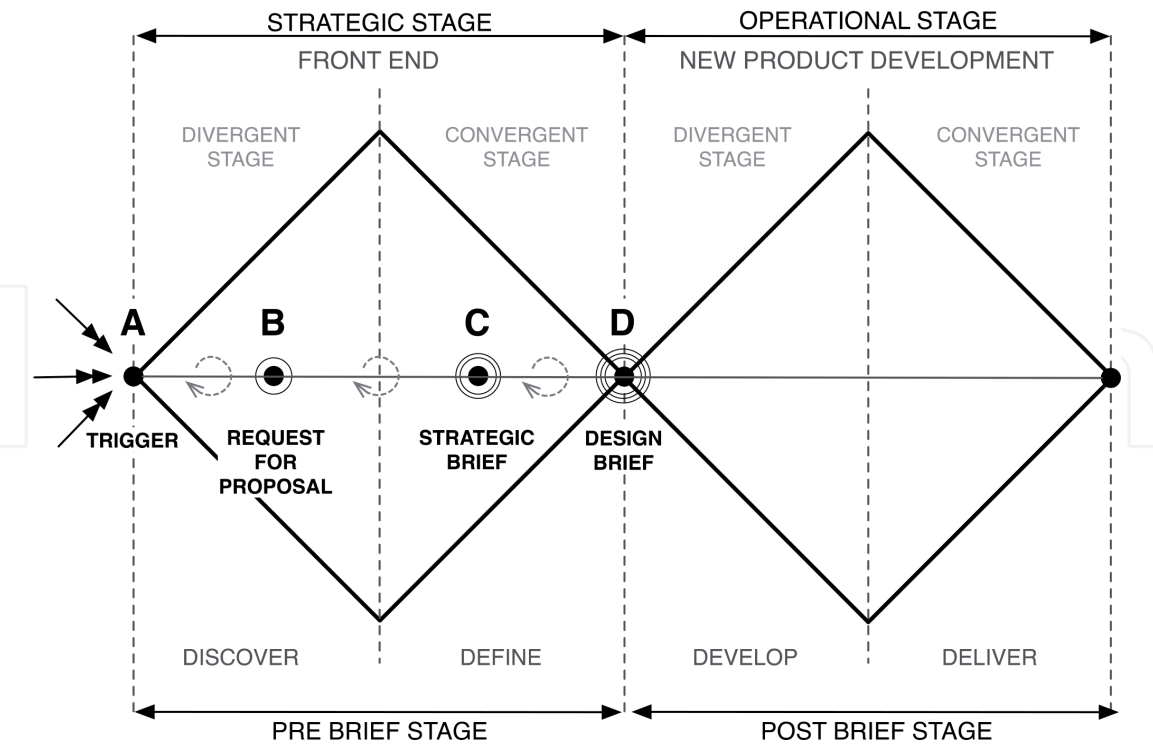 STRATEGIC STAGE
OPERATIONAL STAGE
FRONT END
NEW PRODUCT DEVELOPMENT
DIVERGENT
STAGE
CONVERGENT
STAGE
DIVERGENT
STAGE
CONVERGENT
STAGE
A
B
C
D
TRIGGER
REQUEST
FOR
PROPOSAL
STRATEGIC
BRIEF
DESIGN
BRIEF
DISCOVER
DEFINE
DEVELOP
DELIVER
PRE BRIEF STAGE
POST BRIEF STAGE